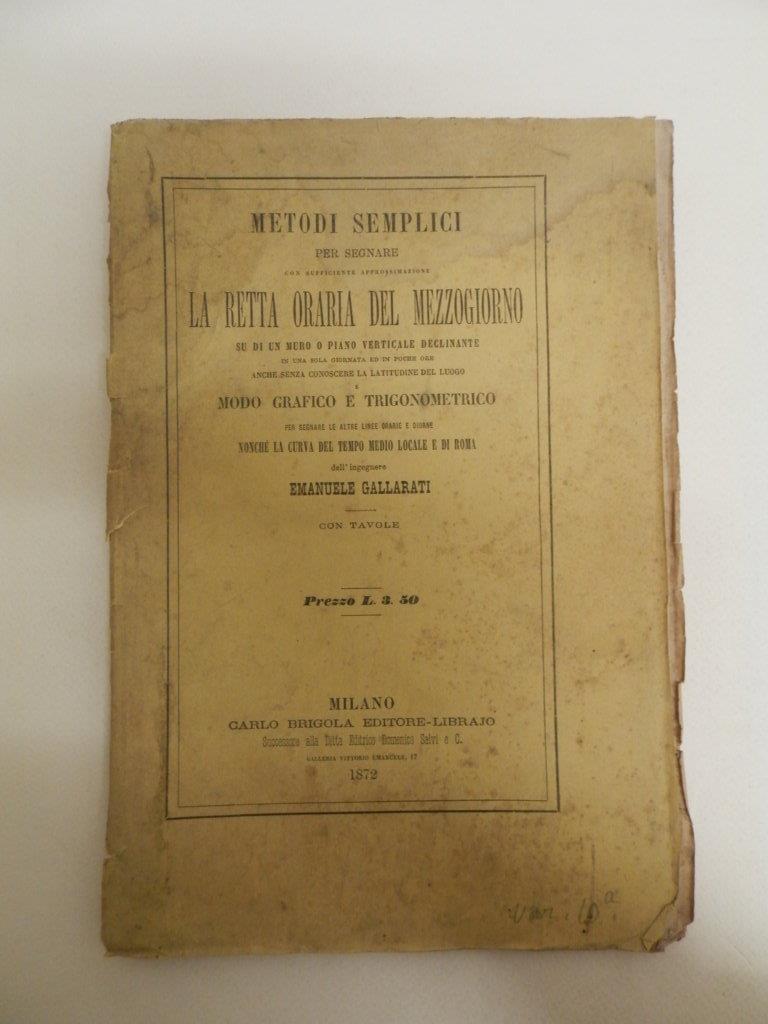 METODI SEMPLICI
PER SEGNARE
CON SUFFICIENTE APPROSSIMAZIONE
LA RETTA ORARIA DEL MEZZOGIORNO
SU DI UN MURO O PIANO VERTICALE DECLINANTE
IN UNA SOLA GIORNATA ED IN POCHE ORE
ANCHE SENZA CONOSCERE LA LATITUDINE DEL LUOGO
E
MODO GRAFICO E TRIGONOMETRICO
PER SEGNARE LE ALTRE LINEE ORARIE E DIURNE
NONCHÈ LA CURVA DEL TEMPO MEDIO LOCALE E DI ROMA
dell'ingegnere
EMANUELE GALLARATI
CON TAVOLE
Prezzo L. 3. 50
MILANO
CARLO BRIGOLA EDITORE-LIBRAJO
Successore alla Ditta Editrice Domenico Salvi e C.
GALLERIA VITTORIO EMANUELE, 17
1872